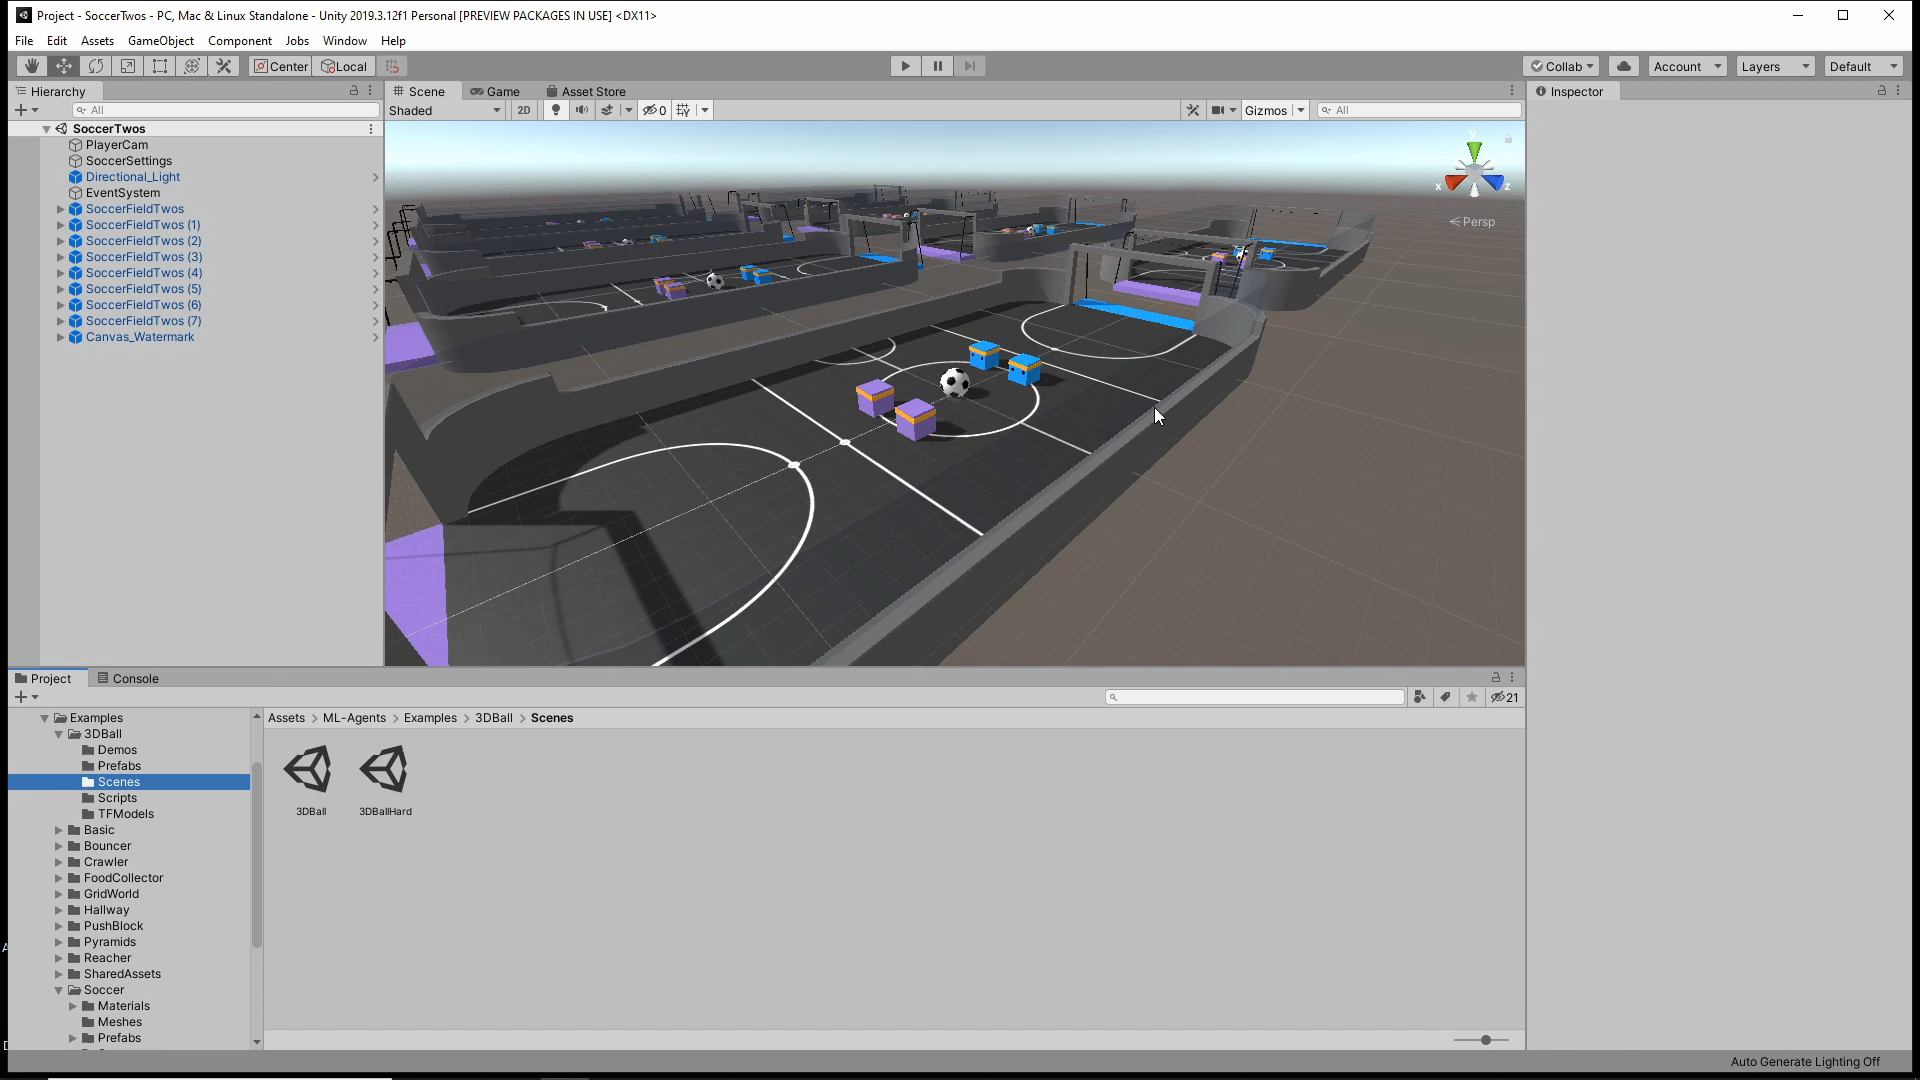 Project - SoccerTwos - PC, Mac & Linux Standalone - Unity 2019.3.12f1 Personal [PREVIEW PACKAGES IN USE] <DX11>
File Edit Assets GameObject Component Jobs Window Help
Center Local Collab Account Layers Default
Hierarchy
All
SoccerTwos
PlayerCam
SoccerSettings
Directional_Light
EventSystem
SoccerFieldTwos
SoccerFieldTwos (1)
SoccerFieldTwos (2)
SoccerFieldTwos (3)
SoccerFieldTwos (4)
SoccerFieldTwos (5)
SoccerFieldTwos (6)
SoccerFieldTwos (7)
Canvas_Watermark
Scene Game Asset Store
Shaded 2D 0 Gizmos All
y
x z
Persp
Inspector
Project Console
21
Examples
3DBall
Demos
Prefabs
Scenes
Scripts
TFModels
Basic
Bouncer
Crawler
FoodCollector
GridWorld
Hallway
PushBlock
Pyramids
Reacher
SharedAssets
Soccer
Materials
Meshes
Prefabs
Assets > ML-Agents > Examples > 3DBall > Scenes
3DBall 3DBallHard
Auto Generate Lighting Off